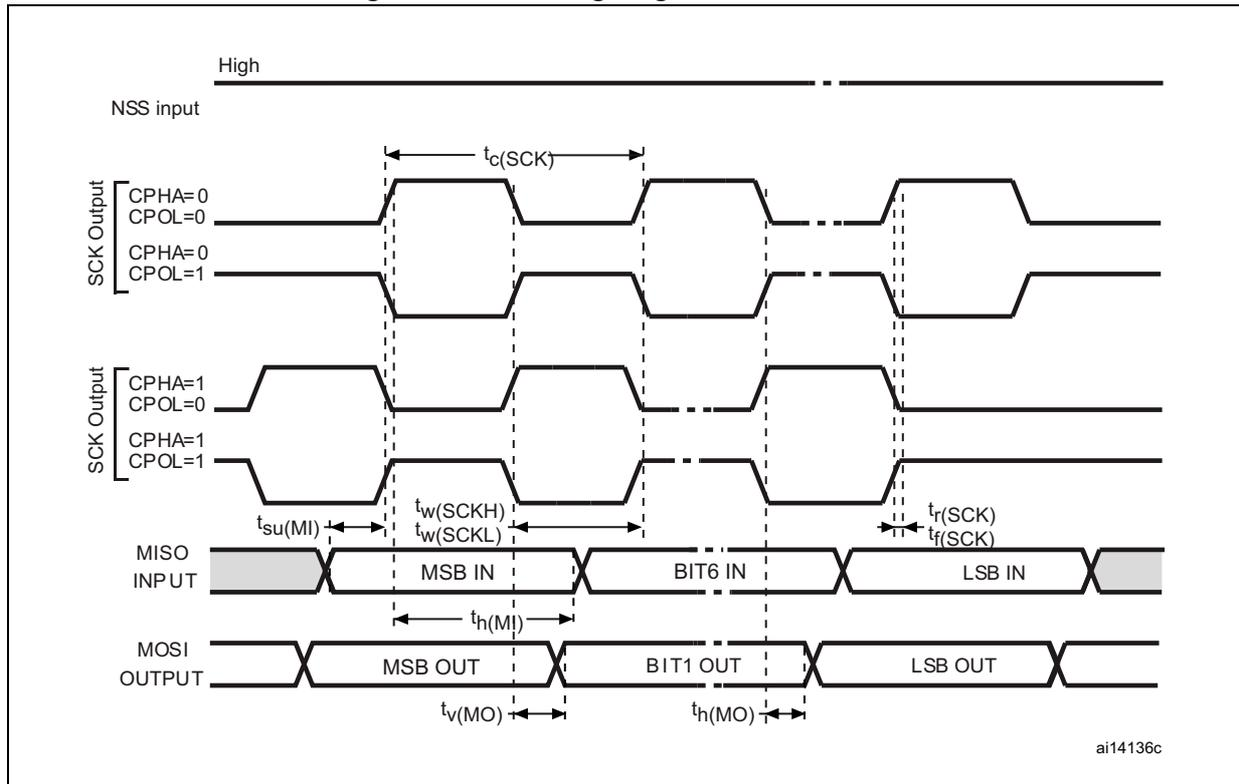 High
NSS input
tc(SCK)
SCK Output
CPHA=0
CPOL=0
CPHA=0
CPOL=1
SCK Output
CPHA=1
CPOL=0
CPHA=1
CPOL=1
tsu(MI)
tw(SCKH)
tw(SCKL)
tr(SCK)
tf(SCK)
MISO
INPUT
MSB IN
BIT6 IN
LSB IN
th(MI)
MOSI
OUTPUT
MSB OUT
BIT1 OUT
LSB OUT
tv(MO)
th(MO)
ai14136c